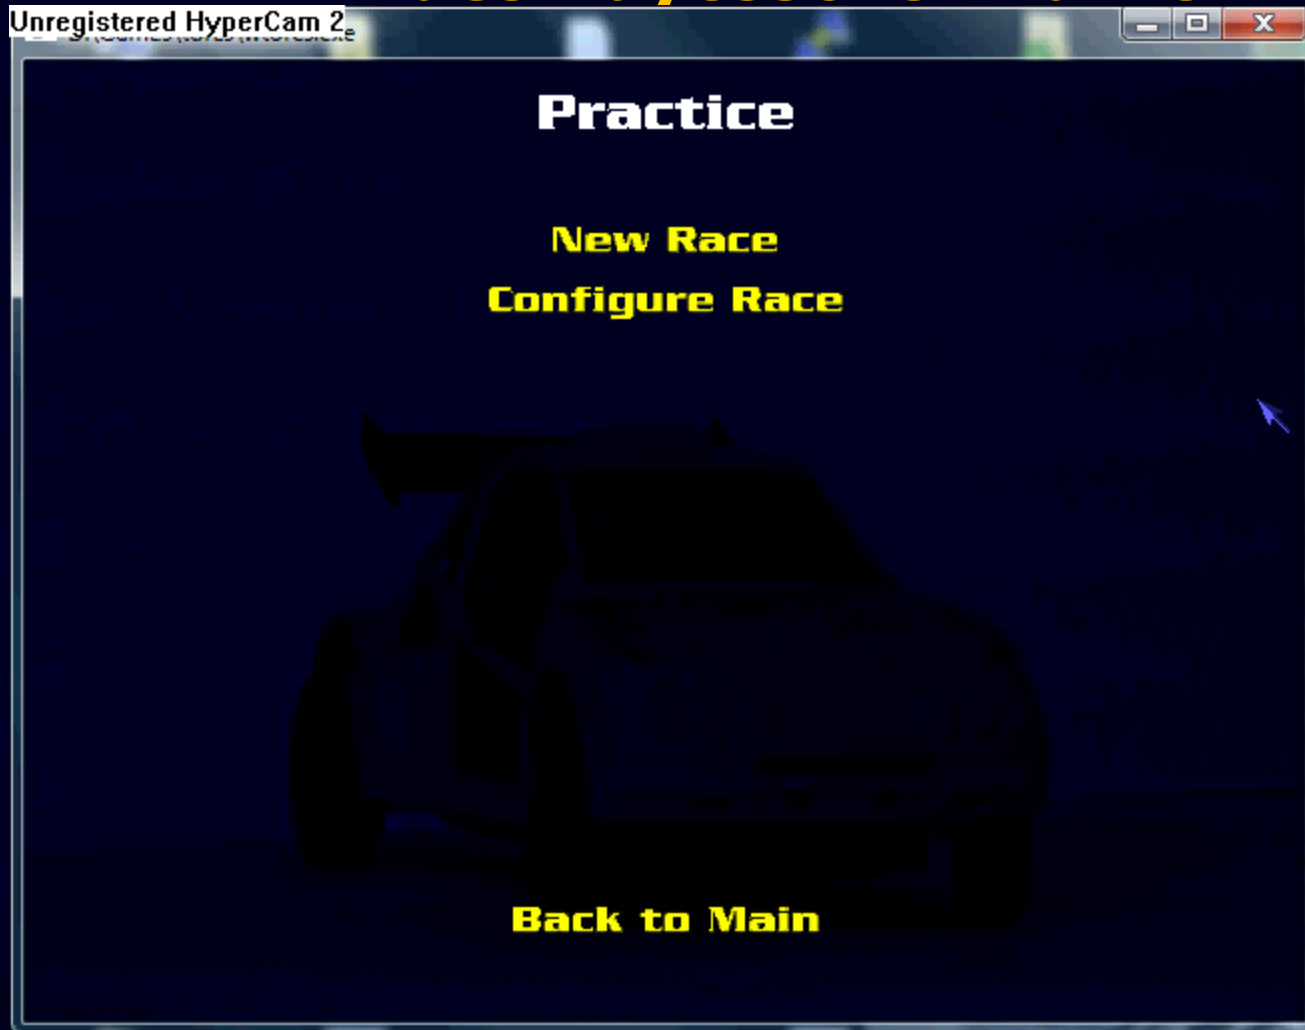 Unregistered HyperCam 2
Practice
New Race
Configure Race
Back to Main